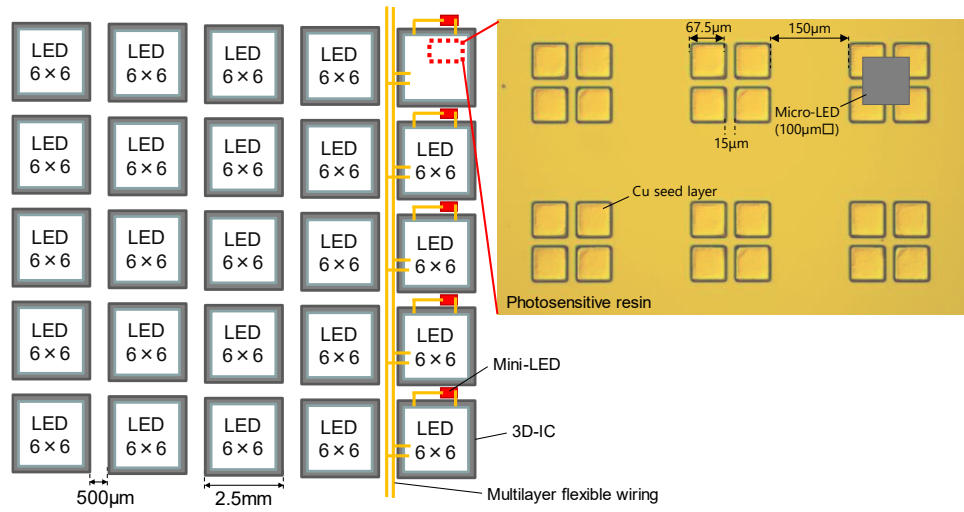 LED
6×6
LED
6×6
LED
6×6
LED
6×6
LED
6×6
LED
6×6
LED
6×6
LED
6×6
LED
6×6
LED
6×6
LED
6×6
LED
6×6
LED
6×6
LED
6×6
LED
6×6
LED
6×6
LED
6×6
LED
6×6
LED
6×6
LED
6×6
LED
6×6
LED
6×6
LED
6×6
LED
6×6
500μm
2.5mm
Mini-LED
3D-IC
Multilayer flexible wiring
67.5μm
150μm
Micro-LED
(100μm□)
15μm
Cu seed layer
Photosensitive resin